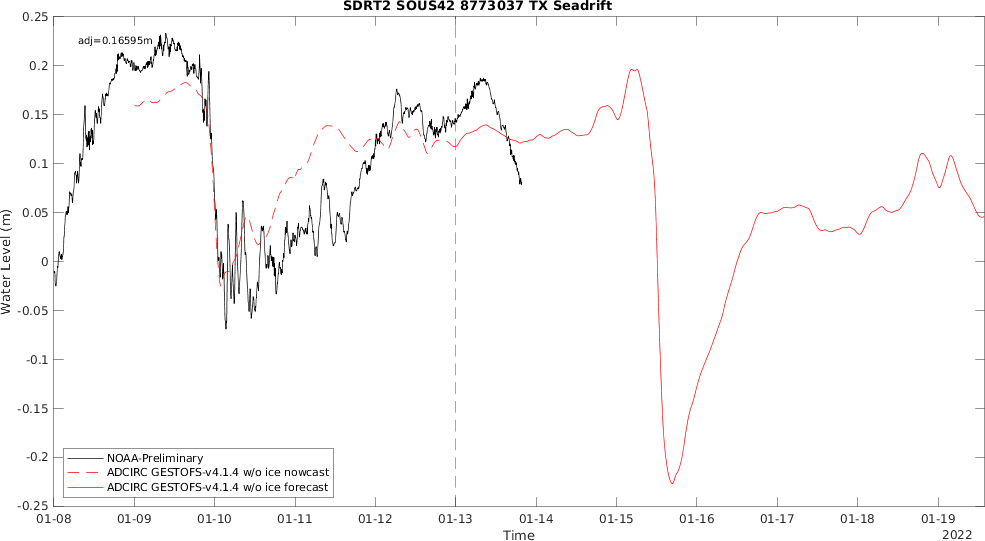 SDRT2 SOUS42 8773037 TX Seadrift
adj=0.16595m
Water Level (m)
0.25
0.2
0.15
0.1
0.05
0
-0.05
-0.1
-0.15
-0.2
-0.25
NOAA-Preliminary
ADCIRC GESTOFS-v4.1.4 w/o ice nowcast
ADCIRC GESTOFS-v4.1.4 w/o ice forecast
01-08 01-09 01-10 01-11 01-12 01-13 01-14 01-15 01-16 01-17 01-18 01-19
Time
2022